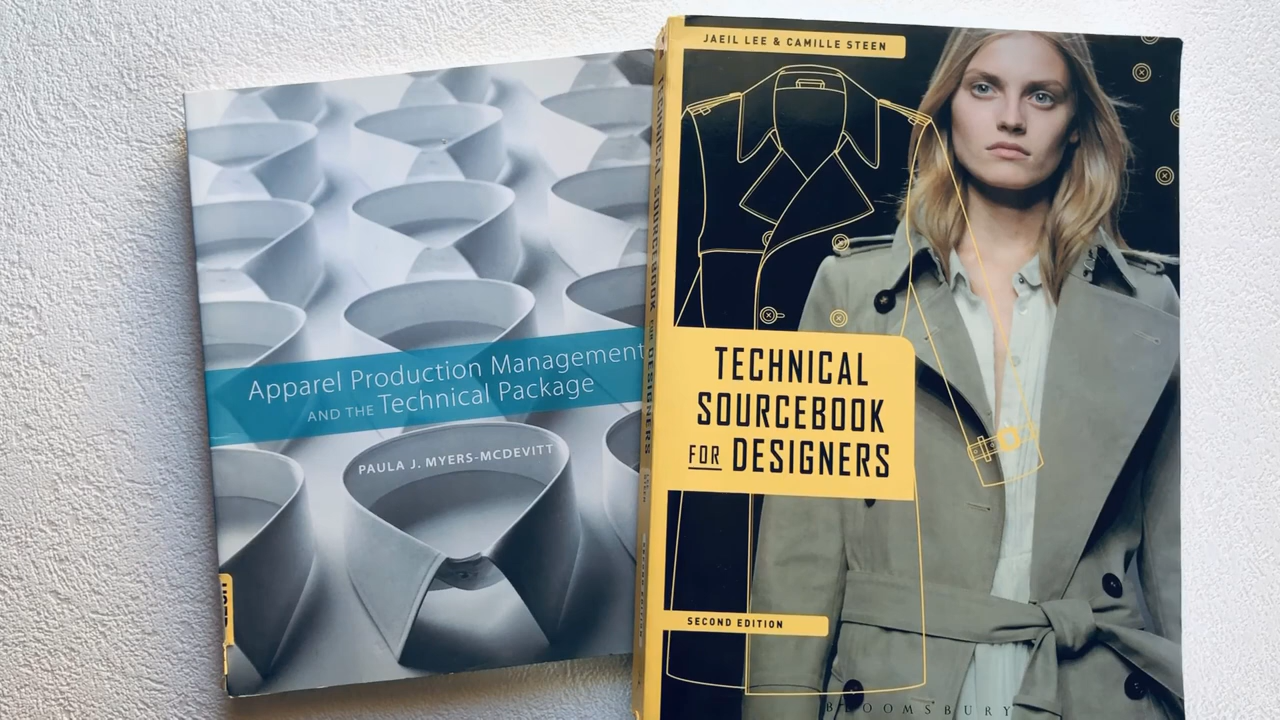 Apparel Production Management
AND THE Technical Package
PAULA J. MYERS-MCDEVITT
TECHNICAL SOURCEBOOK FOR DESIGNERS
JAEIL LEE & CAMILLE STEEN
TECHNICAL
SOURCEBOOK
FOR DESIGNERS
SECOND EDITION
BLOOMSBURY